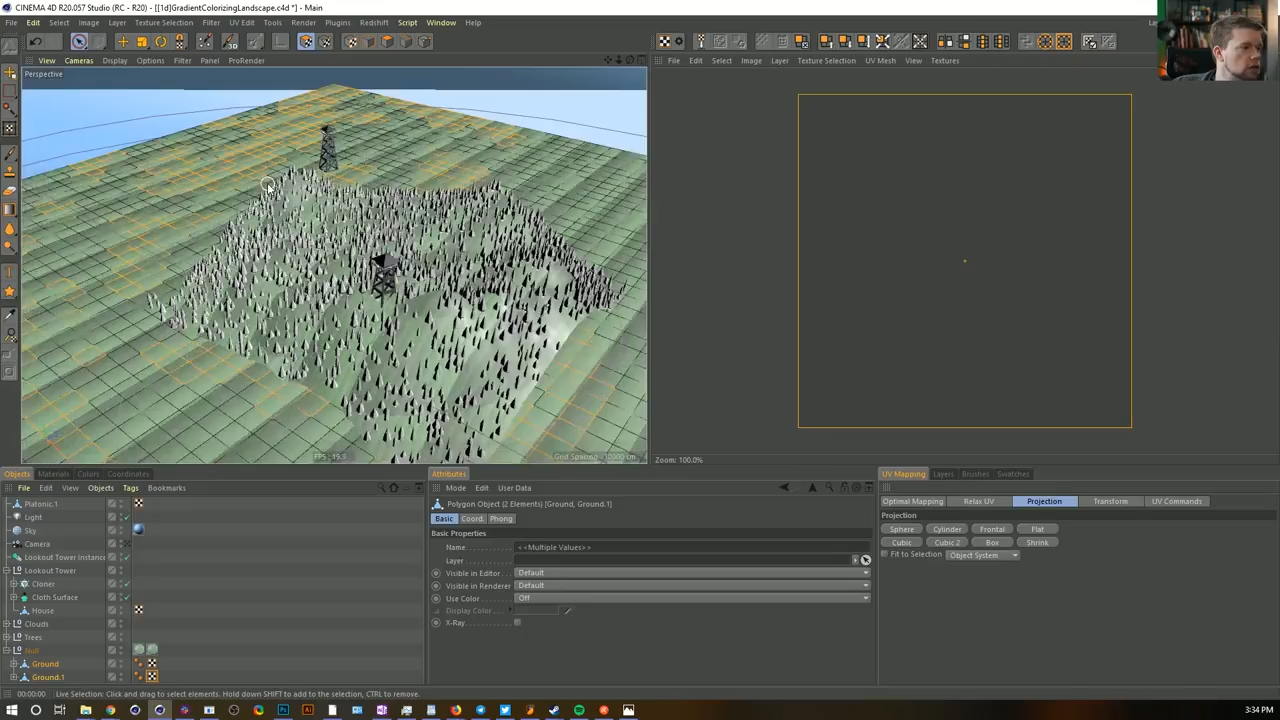 CINEMA 4D R20.057 Studio (RC - R20) - [[1d]GradientColorizingLandscape.c4d *] - Main
File Edit Select Image Layer Texture Selection Filter UV Edit Tools Render Plugins Redshift Script Window Help
View Cameras Display Options Filter Panel ProRender
File Edit Select Image Layer Texture Selection UV Mesh View Textures
Perspective
FPS : 19.5
Zoom: 100.0%
Objects Materials Colors Coordinates
Attributes
UV Mapping Layers Brushes Swatches
File Edit View Objects Tags Bookmarks
Mode Edit User Data
Platonic.1
Light
Sky
Camera
Lookout Tower Instance
Lookout Tower
Cloner
Cloth Surface
House
Clouds
Trees
Null
Ground
Ground.1
Polygon Object (2 Elements) [Ground, Ground.1]
Basic Coord. Phong
Basic Properties
Name <<Multiple Values>>
Layer
Visible in Editor Default
Visible in Renderer Default
Use Color Off
Display Color
X-Ray
Optimal Mapping Relax UV Projection Transform UV Commands
Projection
Sphere Cylinder Frontal Flat
Cubic Cubic 2 Box Shrink
Fit to Selection Object System
00:00:00 Live Selection: Click and drag to select elements. Hold down SHIFT to add to the selection, CTRL to remove.
3:34 PM